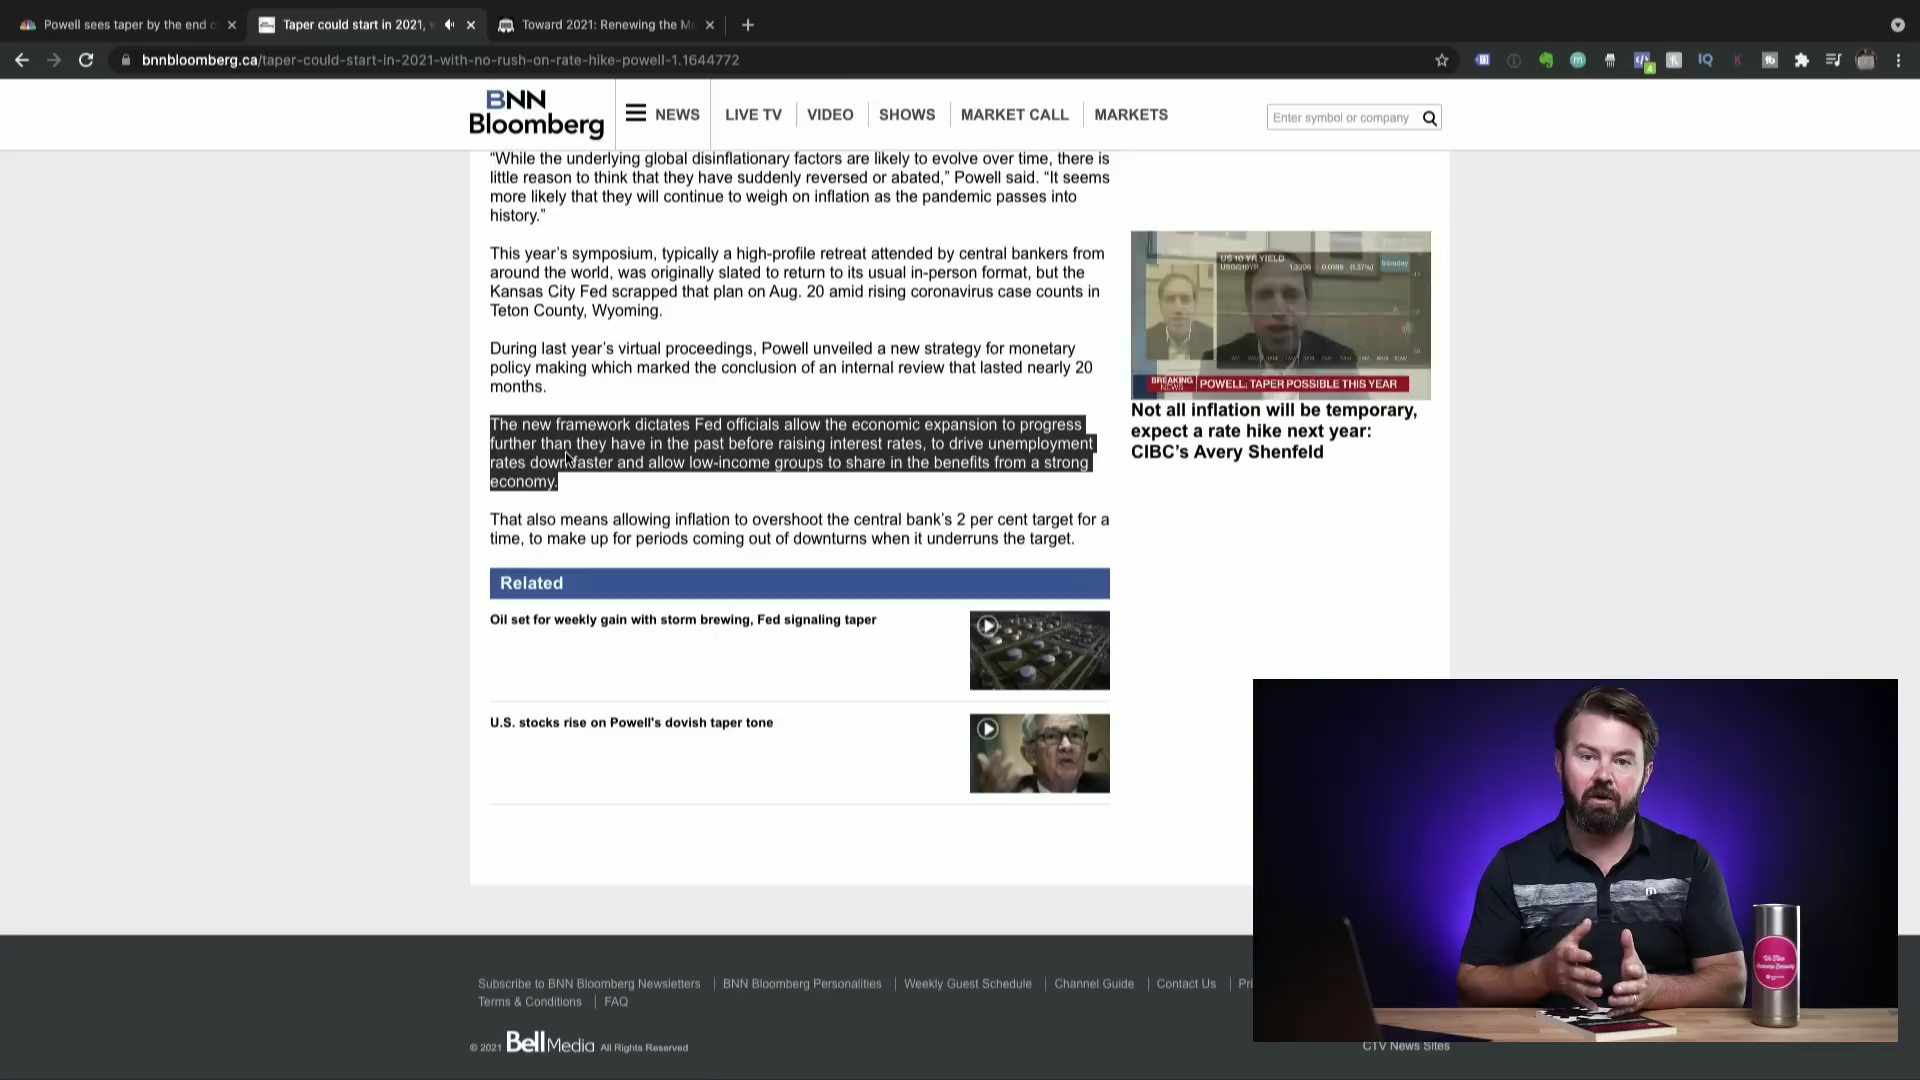 Powell sees taper by the end o
Taper could start in 2021,
Toward 2021: Renewing the Mo
bnnbloomberg.ca/taper-could-start-in-2021-with-no-rush-on-rate-hike-powell-1.1644772
BNN
Bloomberg
NEWS
LIVE TV
VIDEO
SHOWS
MARKET CALL
MARKETS
Enter symbol or company
“While the underlying global disinflationary factors are likely to evolve over time, there is
little reason to think that they have suddenly reversed or abated,” Powell said. “It seems
more likely that they will continue to weigh on inflation as the pandemic passes into
history.”
This year’s symposium, typically a high-profile retreat attended by central bankers from
around the world, was originally slated to return to its usual in-person format, but the
Kansas City Fed scrapped that plan on Aug. 20 amid rising coronavirus case counts in
Teton County, Wyoming.
During last year’s virtual proceedings, Powell unveiled a new strategy for monetary
policy making which marked the conclusion of an internal review that lasted nearly 20
months.
The new framework dictates Fed officials allow the economic expansion to progress
further than they have in the past before raising interest rates, to drive unemployment
rates down faster and allow low-income groups to share in the benefits from a strong
economy.
That also means allowing inflation to overshoot the central bank’s 2 per cent target for a
time, to make up for periods coming out of downturns when it underruns the target.
US 10 YR YIELD
BREAKING
NEWS
POWELL: TAPER POSSIBLE THIS YEAR
Not all inflation will be temporary,
expect a rate hike next year:
CIBC’s Avery Shenfeld
Related
Oil set for weekly gain with storm brewing, Fed signaling taper
U.S. stocks rise on Powell's dovish taper tone
Subscribe to BNN Bloomberg Newsletters
BNN Bloomberg Personalities
Weekly Guest Schedule
Channel Guide
Contact Us
Pri
Terms & Conditions
FAQ
© 2021 Bell Media All Rights Reserved
CTV News Sites